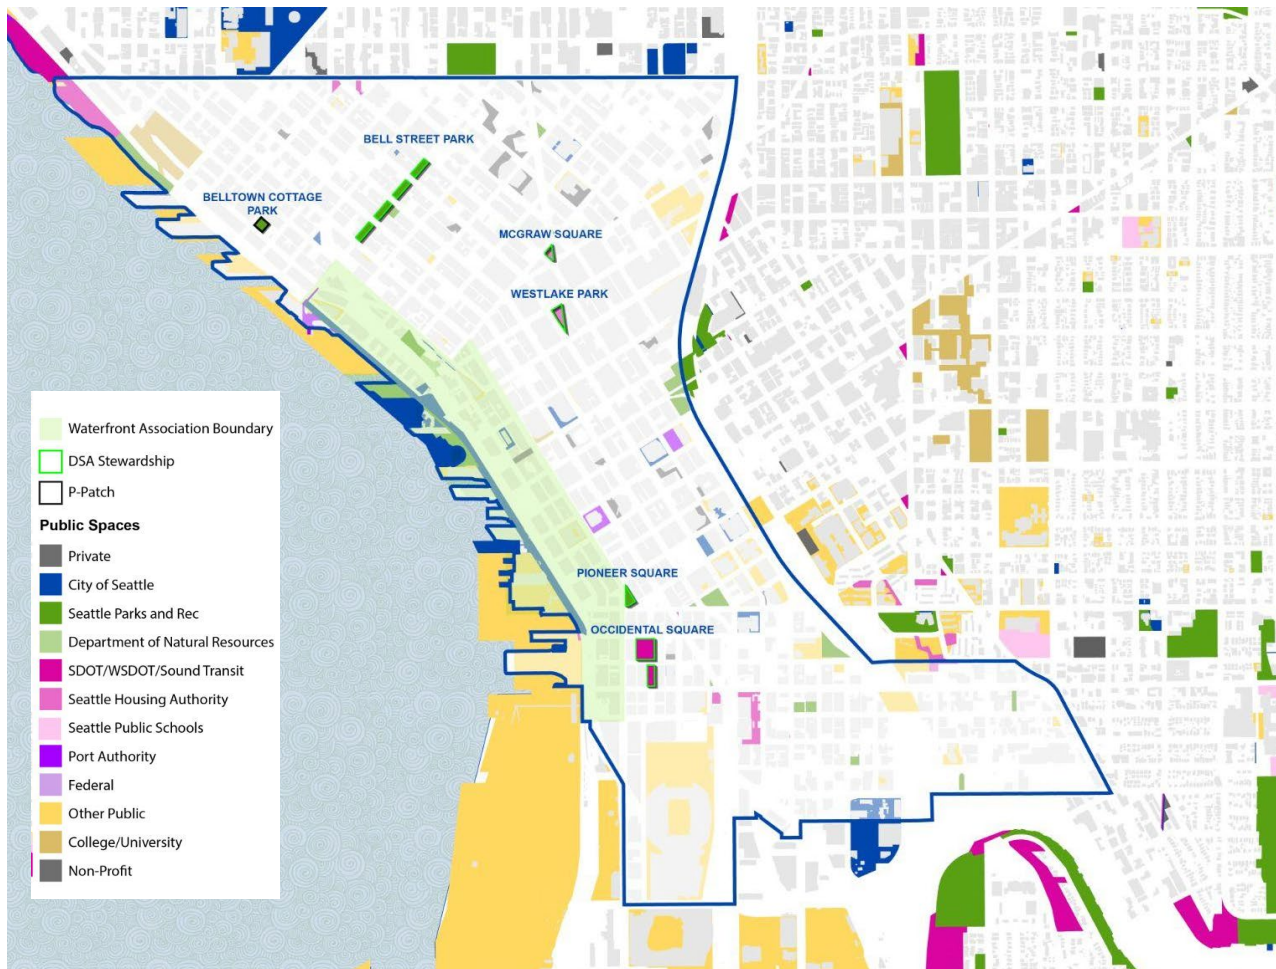 BELL STREET PARK
BELLTOWN COTTAGE
PARK
MCGRAW SQUARE
WESTLAKE PARK
Waterfront Association Boundary
DSA Stewardship
P-Patch
Public Spaces
Private
City of Seattle
Seattle Parks and Rec
Department of Natural Resources
SDOT/WSDOT/Sound Transit
Seattle Housing Authority
Seattle Public Schools
Port Authority
Federal
Other Public
College/University
Non-Profit
PIONEER SQUARE
OCCIDENTAL SQUARE